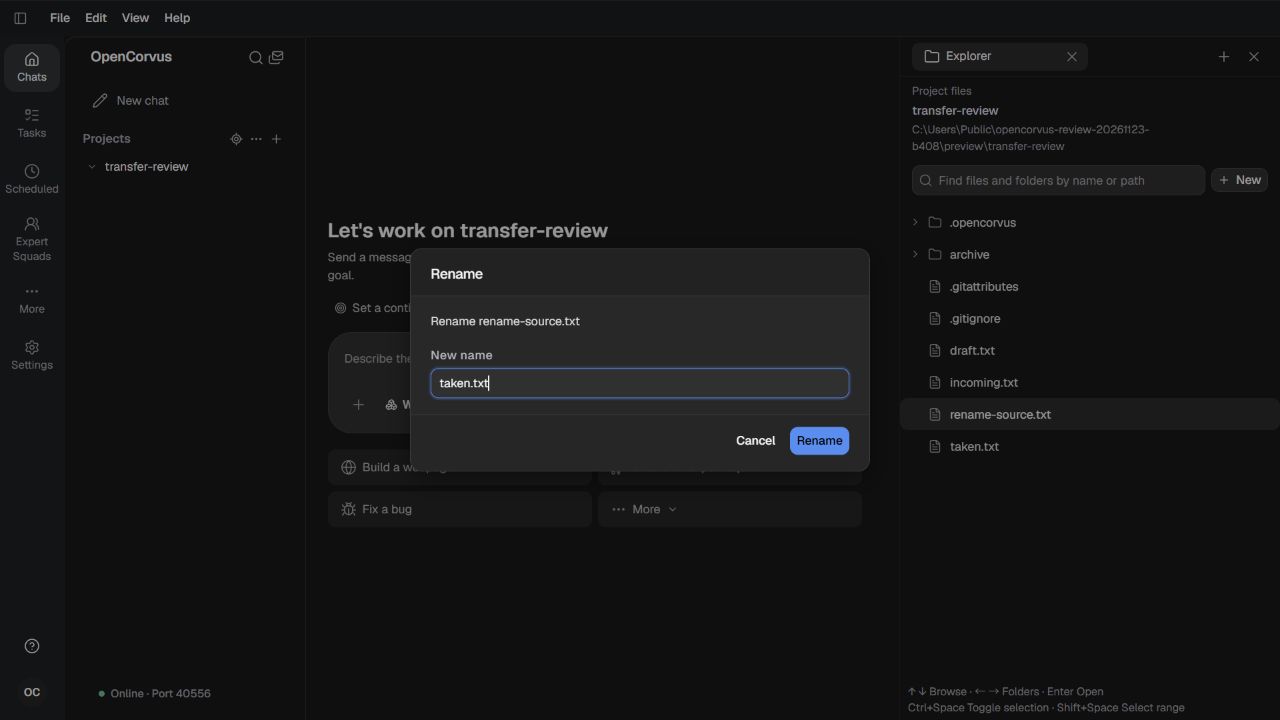 File Edit View Help
Chats
Tasks
Scheduled
Expert
Squads
More
Settings
OC
OpenCorvus
New chat
Projects
transfer-review
Online · Port 40556
Let's work on transfer-review
Send a messag
goal.
Set a conti
Describe the
W
Build a we
Fix a bug
More
Rename
Rename rename-source.txt
New name
taken.txt
Cancel
Rename
Explorer
Project files
transfer-review
C:\Users\Public\opencorvus-review-20261123-
b408\preview\transfer-review
Find files and folders by name or path
New
.opencorvus
archive
.gitattributes
.gitignore
draft.txt
incoming.txt
rename-source.txt
taken.txt
↑ ↓ Browse · ← → Folders · Enter Open
Ctrl+Space Toggle selection · Shift+Space Select range